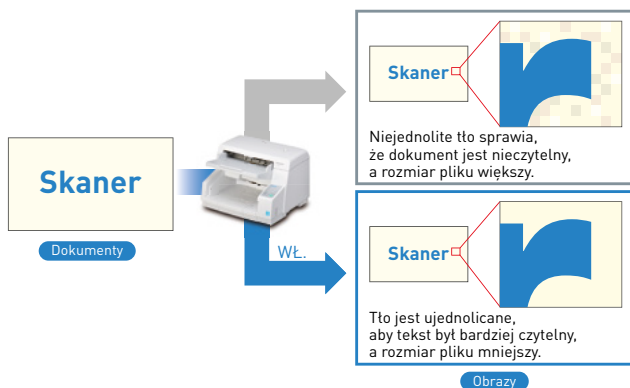 Skaner
Dokumenty
WŁ.
Skaner
Niejednolite tło sprawia,
że dokument jest nieczytelny,
a rozmiar pliku większy.
Skaner
Tło jest ujednolicane,
aby tekst był bardziej czytelny,
a rozmiar pliku mniejszy.
Obrazy